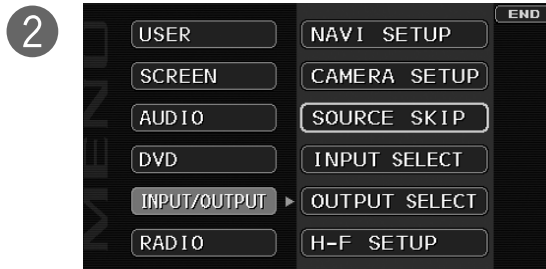 2
END
MENU
USER
SCREEN
AUDIO
DVD
INPUT/OUTPUT
RADIO
NAVI SETUP
CAMERA SETUP
SOURCE SKIP
INPUT SELECT
OUTPUT SELECT
H-F SETUP